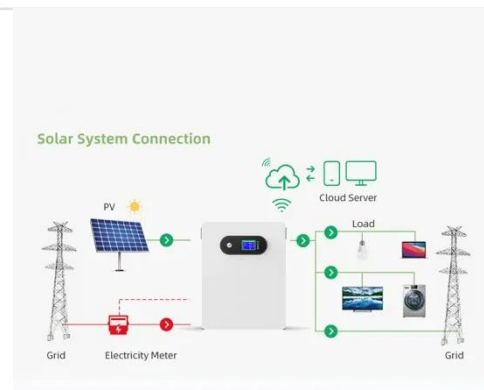 Solar System Connection
Cloud Server
PV
Load
Grid
Electricity Meter
Grid